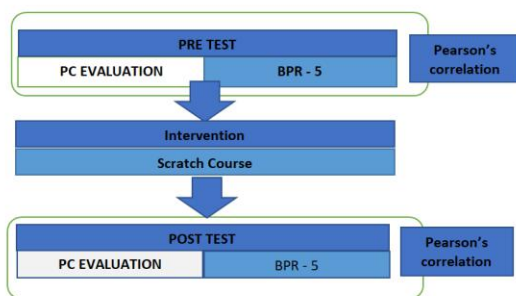 PRE TEST
PC EVALUATION
BPR - 5
Pearson's
correlation
Intervention
Scratch Course
POST TEST
PC EVALUATION
BPR - 5
Pearson's
correlation